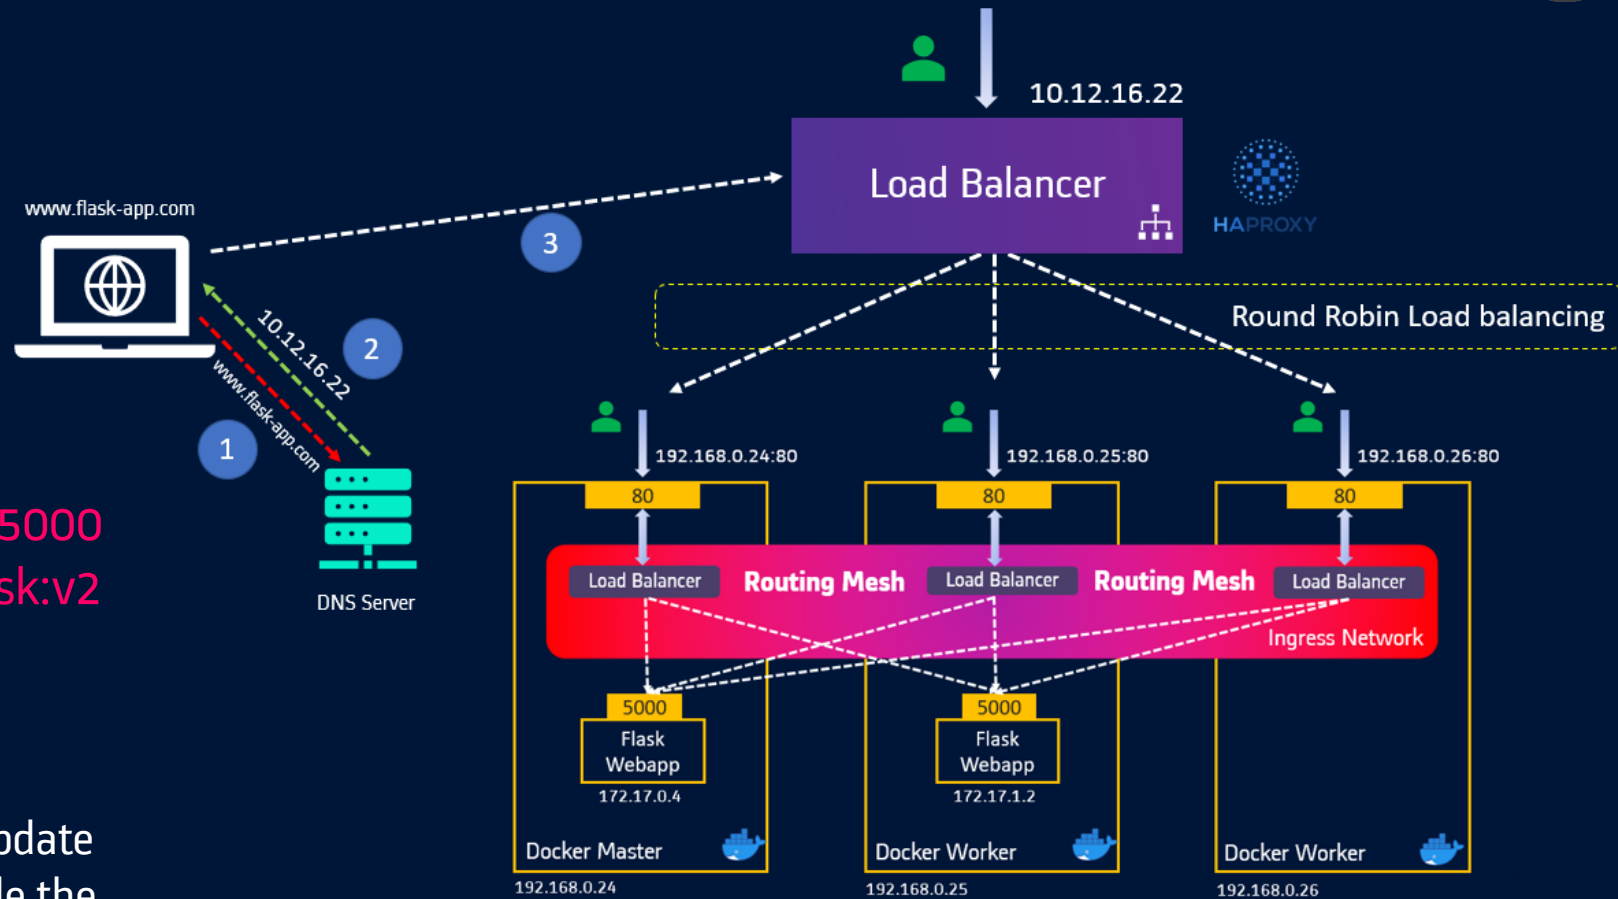 10.12.16.22
Load Balancer
HAPROXY
www.flask-app.com
3
Round Robin Load balancing
10.12.16.22
2
www.flask-app.com
1
DNS Server
5000
sk:v2
192.168.0.24:80
192.168.0.25:80
192.168.0.26:80
80
80
80
Load Balancer
Routing Mesh
Load Balancer
Routing Mesh
Load Balancer
Ingress Network
5000
Flask
Webapp
172.17.0.4
5000
Flask
Webapp
172.17.1.2
Docker Master
Docker Worker
Docker Worker
192.168.0.24
192.168.0.25
192.168.0.26
pdate
le the